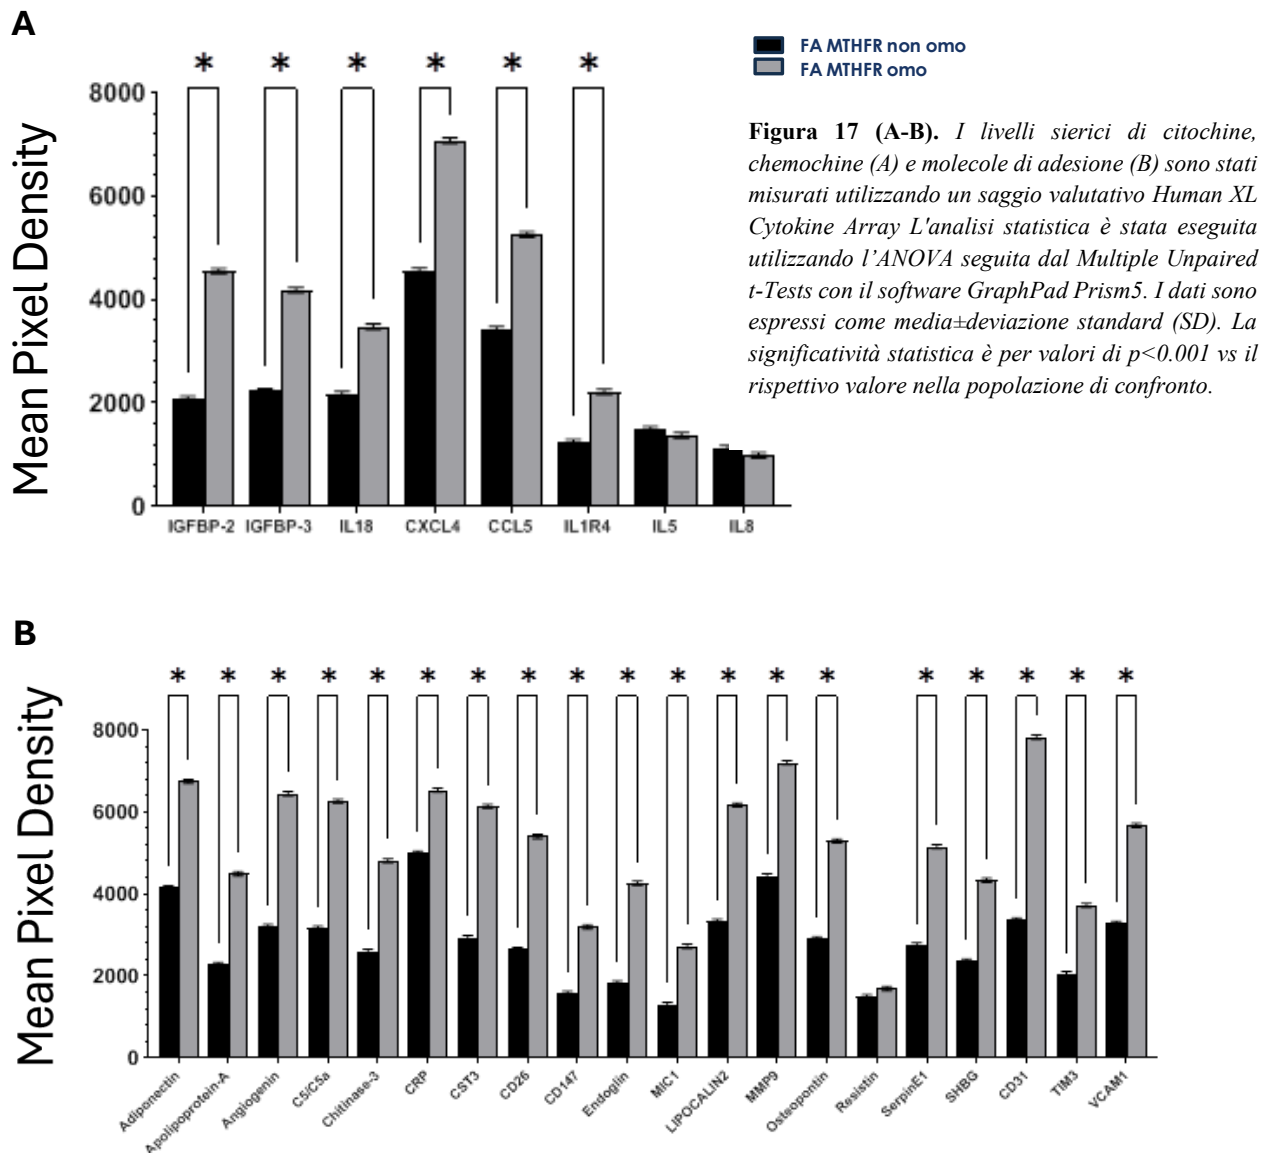 A
* * * * * *
8000
6000
4000
2000
0
Mean Pixel Density
IGFBP-2 IGFBP-3 IL18 CXCL4 CCL5 IL1R4 IL5 IL8
FA MTHFR non omo
FA MTHFR omo
Figura 17 (A-B). I livelli sierici di citochine,
chemochine (A) e molecole di adesione (B) sono stati
misurati utilizzando un saggio valutativo Human XL
Cytokine Array L'analisi statistica è stata eseguita
utilizzando l’ANOVA seguita dal Multiple Unpaired
t-Tests con il software GraphPad Prism5. I dati sono
espressi come media±deviazione standard (SD). La
significatività statistica è per valori di p<0.001 vs il
rispettivo valore nella popolazione di confronto.
B
* * * * * * * * * * * * * * * * * * *
8000
6000
4000
2000
0
Mean Pixel Density
Adiponectin
Apolipoprotein-A
Angiogenin
C5/C5a
Chitinase-3
CRP
CST3
CD26
CD147
Endoglin
MIC1
LIPOCALIN2
MMP9
Osteopontin
Resistin
SerpinE1
SHBG
CD31
TIM3
VCAM1